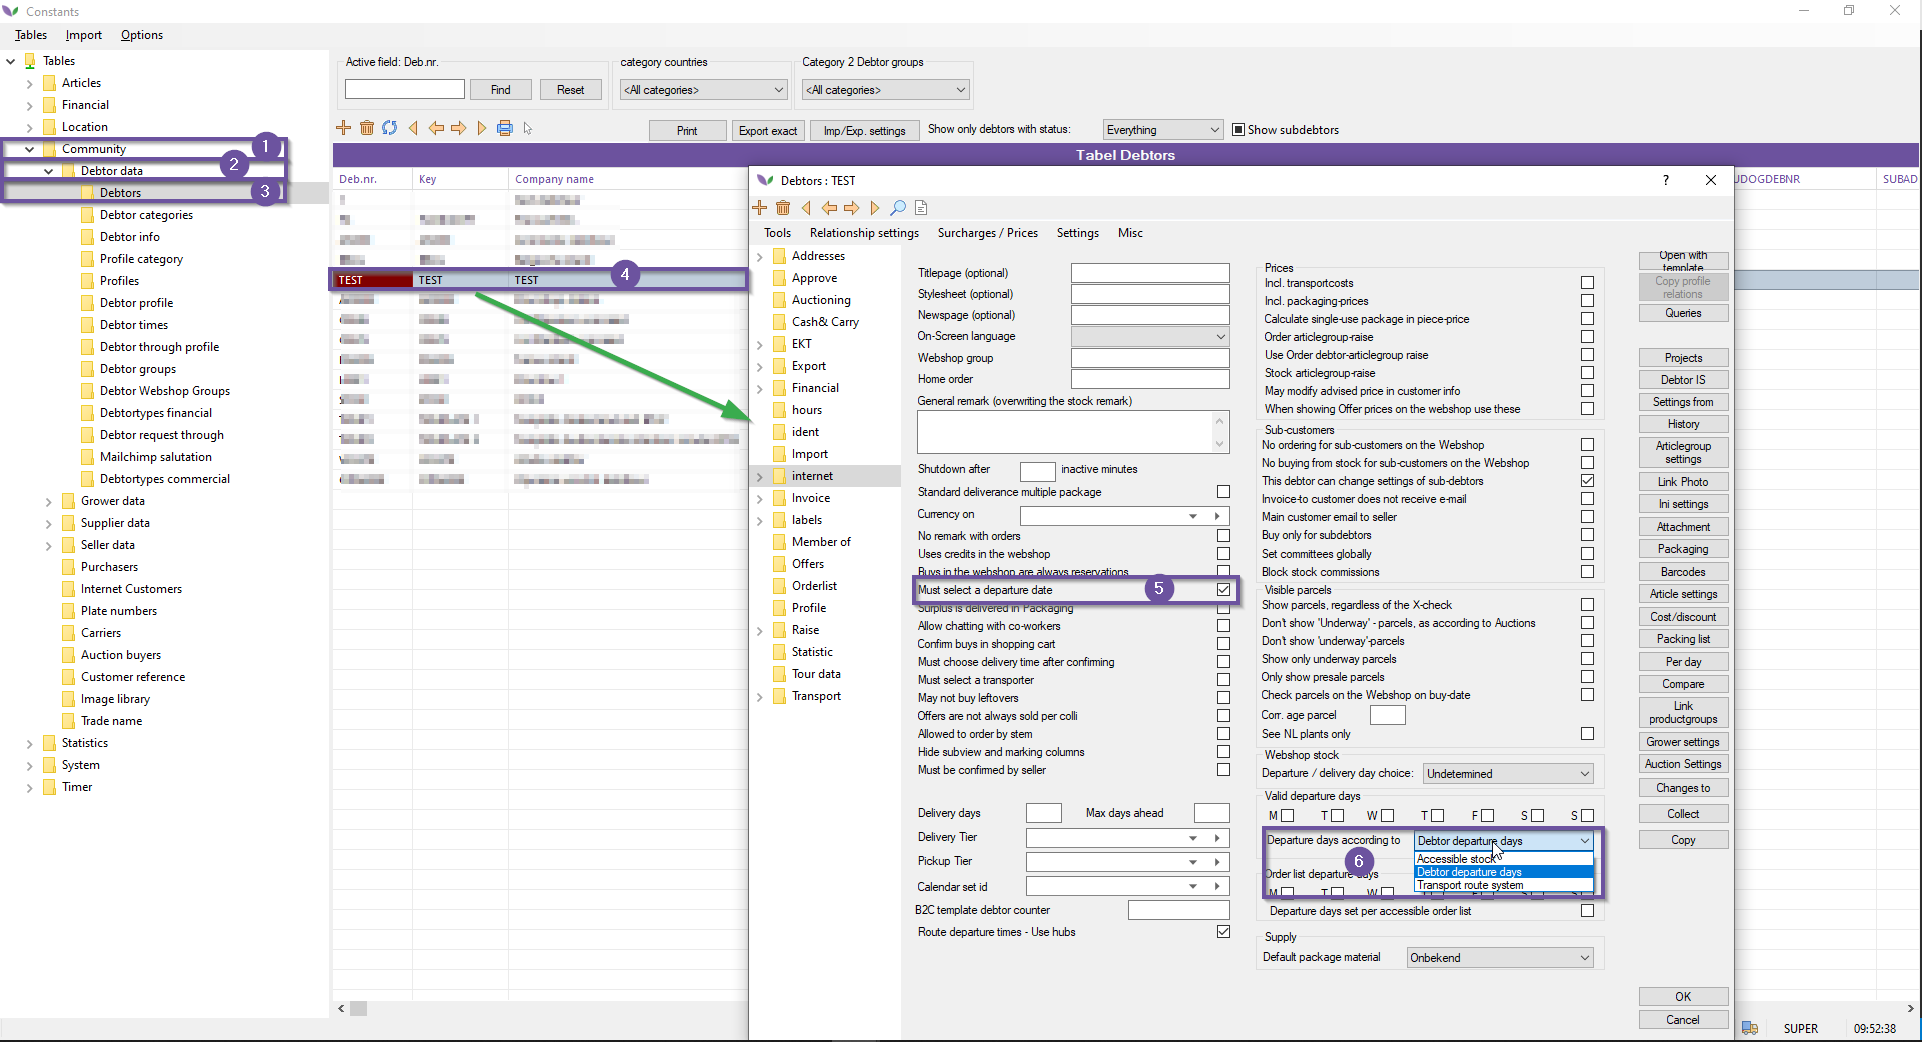 Constants
Tables Import Options
Tables
Articles
Financial
Location
Community 1
Debtor data 2
Debtors 3
Debtor categories
Debtor info
Profile category
Profiles
Debtor profile
Debtor times
Debtor through profile
Debtor groups
Debtor Webshop Groups
Debtortypes financial
Debtor request through
Mailchimp salutation
Debtortypes commercial
Grower data
Supplier data
Seller data
Purchasers
Internet Customers
Plate numbers
Carriers
Auction buyers
Customer reference
Image library
Trade name
Statistics
System
Timer
Active field: Deb.nr.
Find Reset
category countries
<All categories>
Category 2 Debtor groups
<All categories>
Print Export exact Imp/Exp. settings Show only debtors with status: Everything Show subdebtors
Tabel Debtors
Deb.nr. Key Company name
UDOGDEBNR SUBAD
TEST TEST TEST 4
Debtors : TEST ?
Tools Relationship settings Surcharges / Prices Settings Misc
Addresses
Approve
Auctioning
Cash& Carry
EKT
Export
Financial
hours
ident
Import
internet
Invoice
labels
Member of
Offers
Orderlist
Profile
Raise
Statistic
Tour data
Transport
Titlepage (optional)
Stylesheet (optional)
Newspage (optional)
On-Screen language
Webshop group
Home order
General remark (overwriting the stock remark)
Shutdown after inactive minutes
Standard deliverance multiple package
Currency on
No remark with orders
Uses credits in the webshop
Buys in the webshop are always reservations
Must select a departure date 5
Surplus is delivered in Packaging
Allow chatting with co-workers
Confirm buys in shopping cart
Must choose delivery time after confirming
Must select a transporter
May not buy leftovers
Offers are not always sold per colli
Allowed to order by stem
Hide subview and marking columns
Must be confirmed by seller
Delivery days Max days ahead
Delivery Tier
Pickup Tier
Calendar set id
B2C template debtor counter
Route departure times - Use hubs
Prices
Incl. transportcosts
Incl. packaging-prices
Calculate single-use package in piece-price
Order articlegroup-raise
Use Order debtor-articlegroup raise
Stock articlegroup-raise
May modify advised price in customer info
When showing Offer prices on the webshop use these
Sub-customers
No ordering for sub-customers on the Webshop
No buying from stock for sub-customers on the Webshop
This debtor can change settings of sub-debtors
Invoice-to customer does not receive e-mail
Main customer email to seller
Buy only for subdebtors
Set committees globally
Block stock commissions
Visible parcels
Show parcels, regardless of the X-check
Don't show 'Underway' - parcels, as according to Auctions
Don't show 'underway'-parcels
Show only underway parcels
Only show presale parcels
Check parcels on the Webshop on buy-date
Corr. age parcel
See NL plants only
Webshop stock
Departure / delivery day choice: Undetermined
Valid departure days
M T W T F S S
Departure days according to Debtor departure days
6
Accessible stock
Debtor departure days
Transport route system
Order list departure days
M T W T F S S
Departure days set per accessible order list
Supply
Default package material Onbekend
Open with template
Copy profile relations
Queries
Projects
Debtor IS
Settings from
History
Articlegroup settings
Link Photo
Ini settings
Attachment
Packaging
Barcodes
Article settings
Cost/discount
Packing list
Per day
Compare
Link productgroups
Grower settings
Auction Settings
Changes to
Collect
Copy
OK
Cancel
SUPER 09:52:38